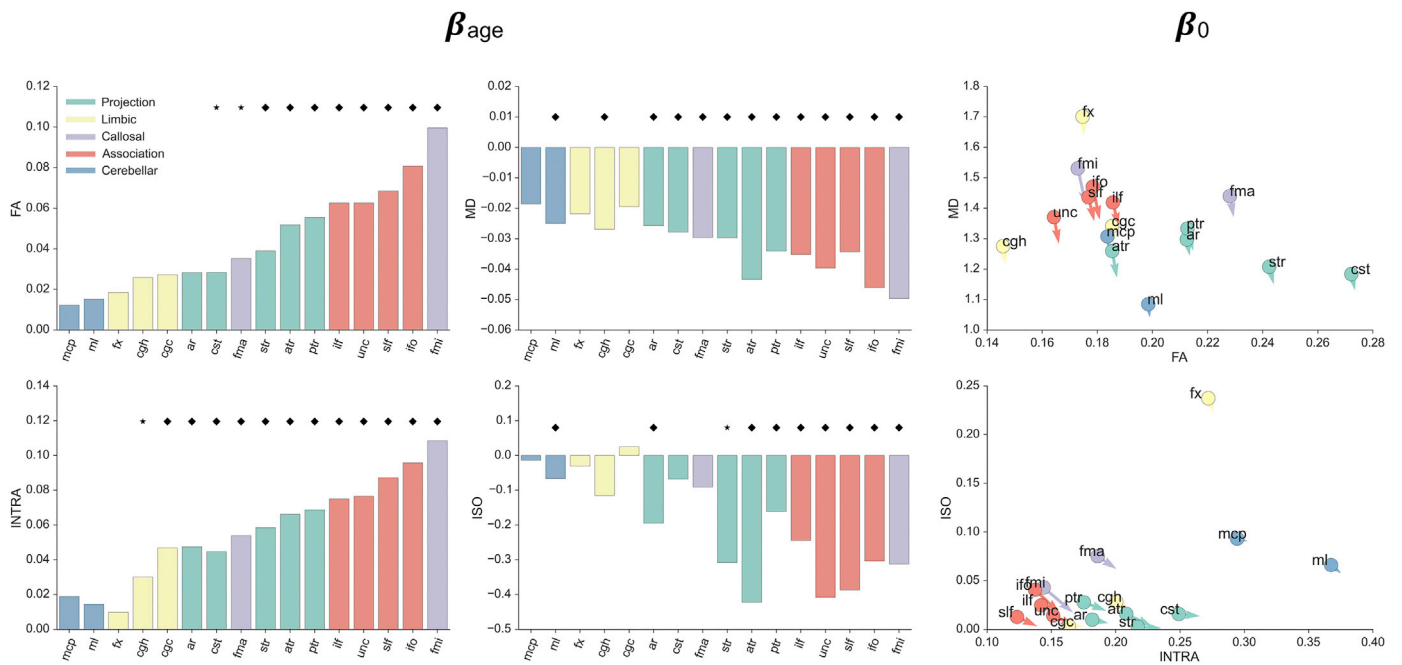 βage
β0
0.12
0.10
0.08
0.06
0.04
0.02
0.00
FA
Projection
Limbic
Callosal
Association
Cerebellar
mcp ml fx cgh cgc ar cst fma str atr ptr ilf unc slf ifo fmi
0.02
0.01
0.00
−0.01
−0.02
−0.03
−0.04
−0.05
−0.06
MD
mcp ml fx cgh cgc ar cst fma str atr ptr ilf unc slf ifo fmi
1.8
1.7
1.6
1.5
1.4
1.3
1.2
1.1
1.0
MD
fx
fmi
ifo
slf
ilf
fma
unc
cgc
mcp
ptr
ar
cgh
atr
str
cst
ml
0.14 0.16 0.18 0.20 0.22 0.24 0.26 0.28
FA
0.14
0.12
0.10
0.08
0.06
0.04
0.02
0.00
INTRA
mcp ml fx cgh cgc ar cst fma str atr ptr ilf unc slf ifo fmi
0.2
0.1
0.0
−0.1
−0.2
−0.3
−0.4
−0.5
ISO
mcp ml fx cgh cgc ar cst fma str atr ptr ilf unc slf ifo fmi
0.25
0.20
0.15
0.10
0.05
0.00
ISO
fx
mcp
fma
ml
ifo
fmi
ilf
ptr
cgh
slf
unc
cgc
ar
atr
str
cst
0.10 0.15 0.20 0.25 0.30 0.35 0.40
INTRA